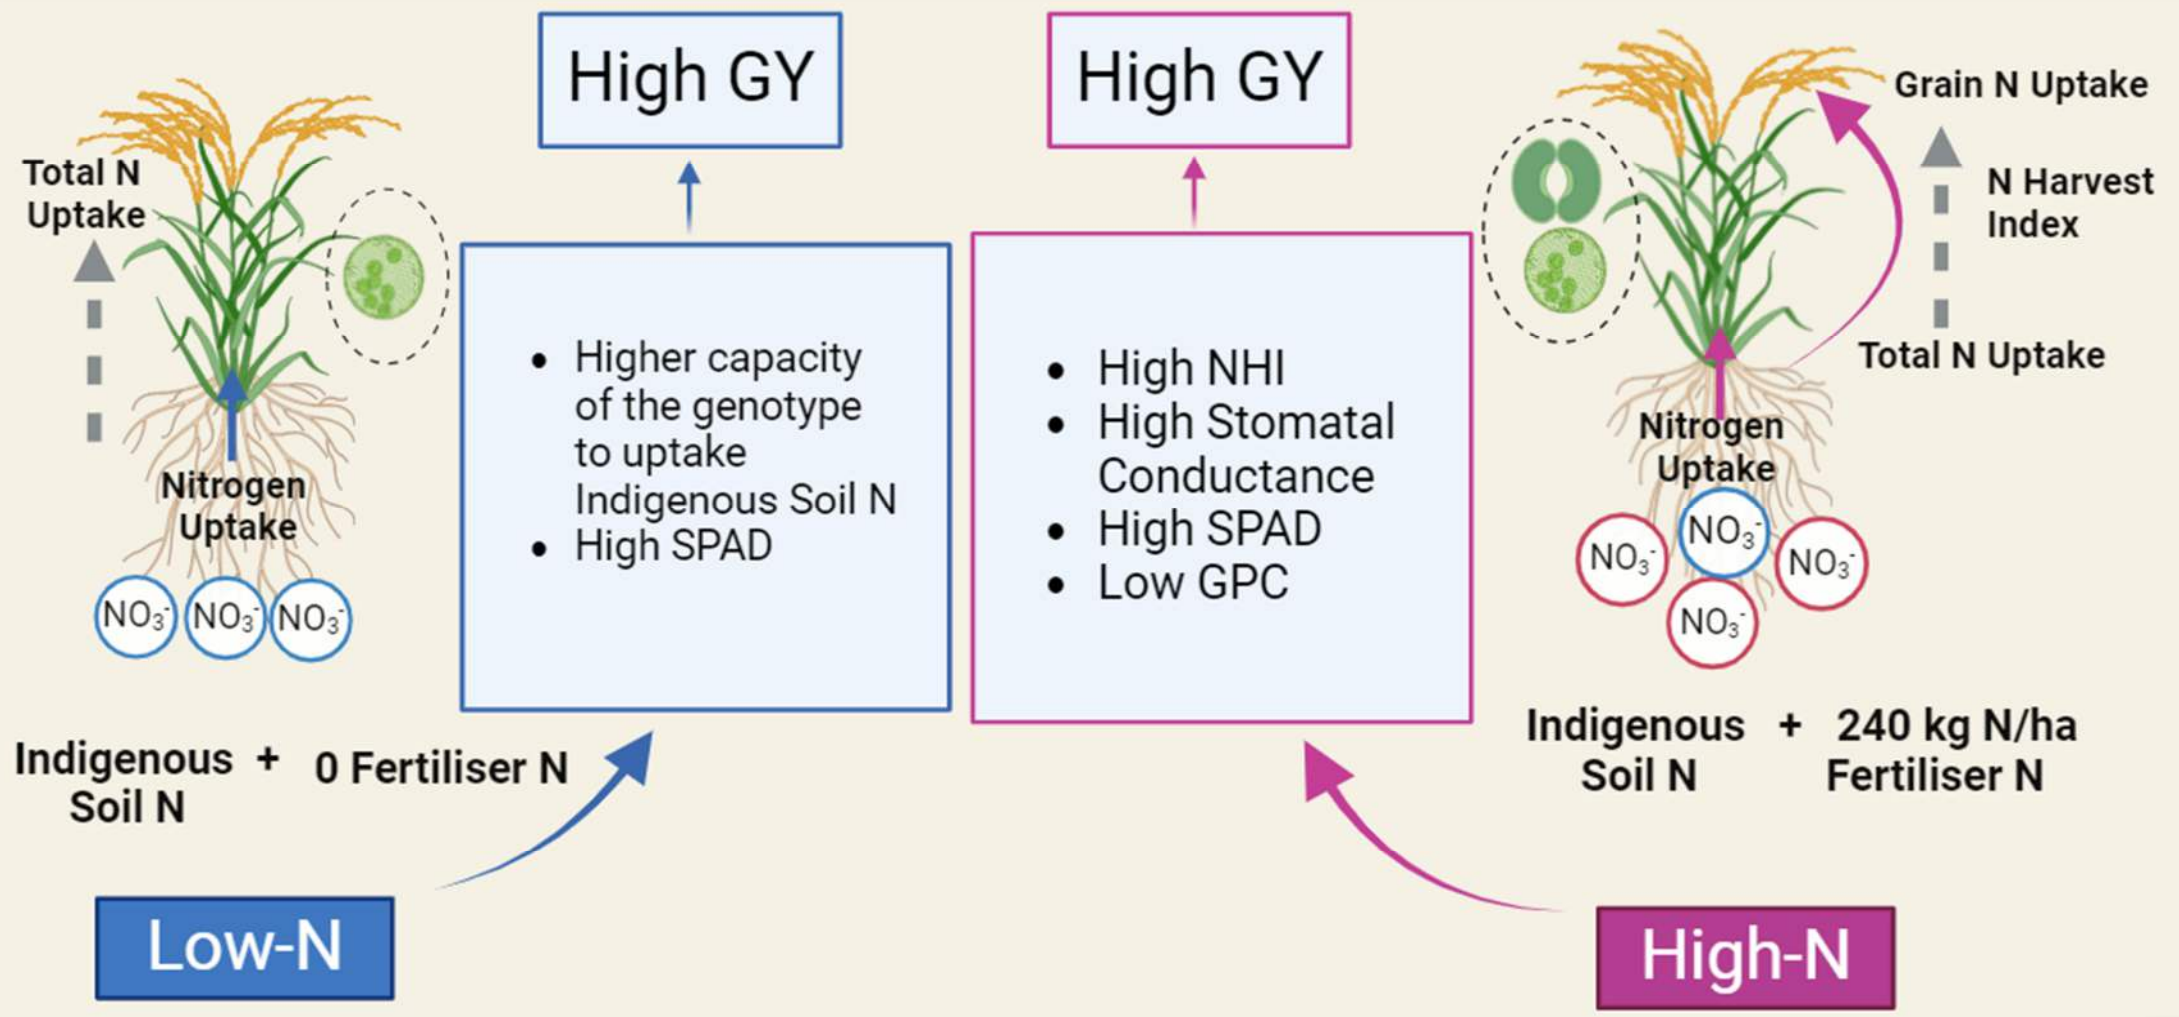 High GY
High GY
Total N
Uptake
Nitrogen
Uptake
NO₃⁻ NO₃⁻ NO₃⁻
Indigenous + 0 Fertiliser N
Soil N
Low-N
• Higher capacity
of the genotype
to uptake
Indigenous Soil N
• High SPAD
• High NHI
• High Stomatal
Conductance
• High SPAD
• Low GPC
Grain N Uptake
N Harvest
Index
Total N Uptake
Nitrogen
Uptake
NO₃⁻ NO₃⁻ NO₃⁻
NO₃⁻
Indigenous + 240 kg N/ha
Soil N Fertiliser N
High-N